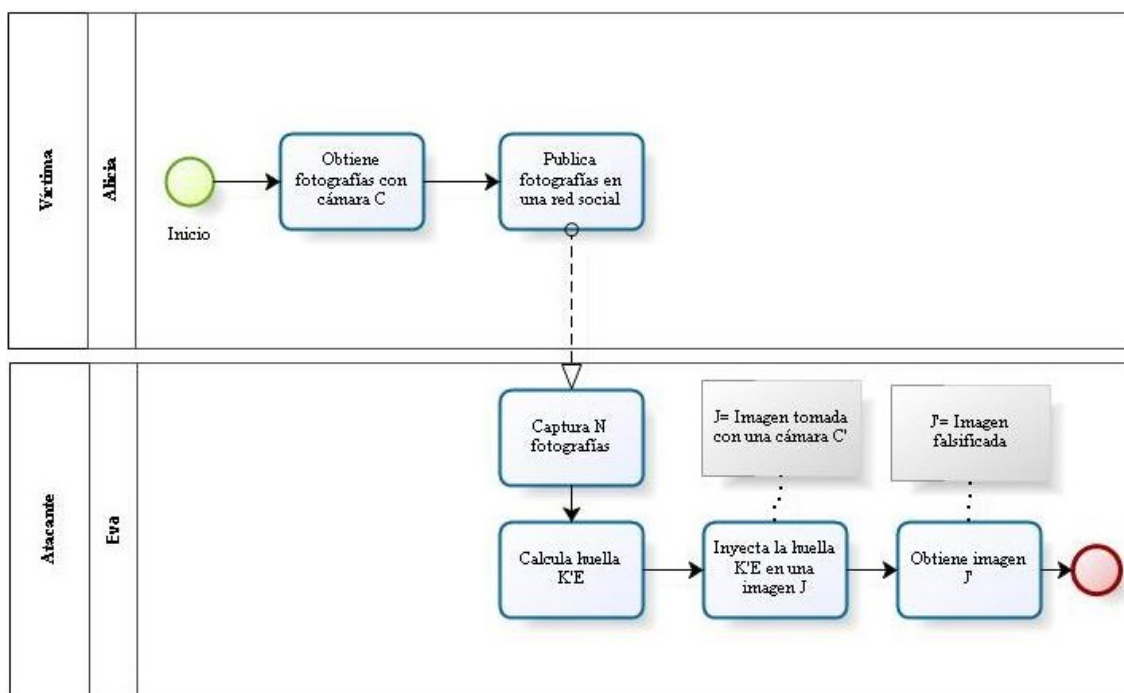 Víctima
Alicia
Inicio
Obtiene
fotografías con
cámara C
Publica
fotografías en
una red social
Atacante
Eva
Captura N
fotografías
Calcula huella
K'E
J= Imagen tomada
con una cámara C'
Inyecta la huella
K'E en una
imagen J
J'= Imagen
falsificada
Obtiene imagen
J'